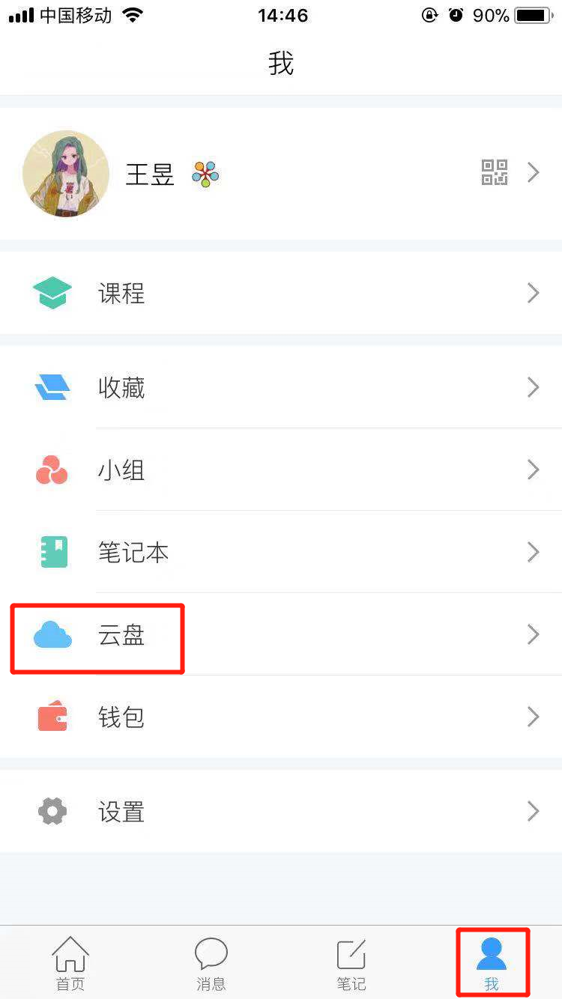 中国移动 14:46 90%
我
王昱
课程
收藏
小组
笔记本
云盘
钱包
设置
首页 消息 笔记 我